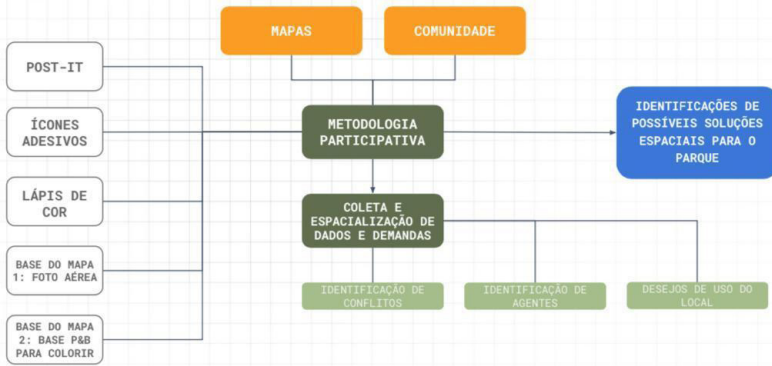 MAPAS
COMUNIDADE
POST-IT
ÍCONES
ADESIVOS
LÁPIS DE
COR
BASE DO MAPA
1: FOTO AÉREA
BASE DO MAPA
2: BASE P&B
PARA COLORIR
METODOLOGIA
PARTICIPATIVA
IDENTIFICAÇÕES DE
POSSÍVEIS SOLUÇÕES
ESPACIAIS PARA O
PARQUE
COLETA E
ESPACIALIZAÇÃO DE
DADOS E DEMANDAS
IDENTIFICAÇÃO DE
CONFLITOS
IDENTIFICAÇÃO DE
AGENTES
DESEJOS DE USO DO
LOCAL